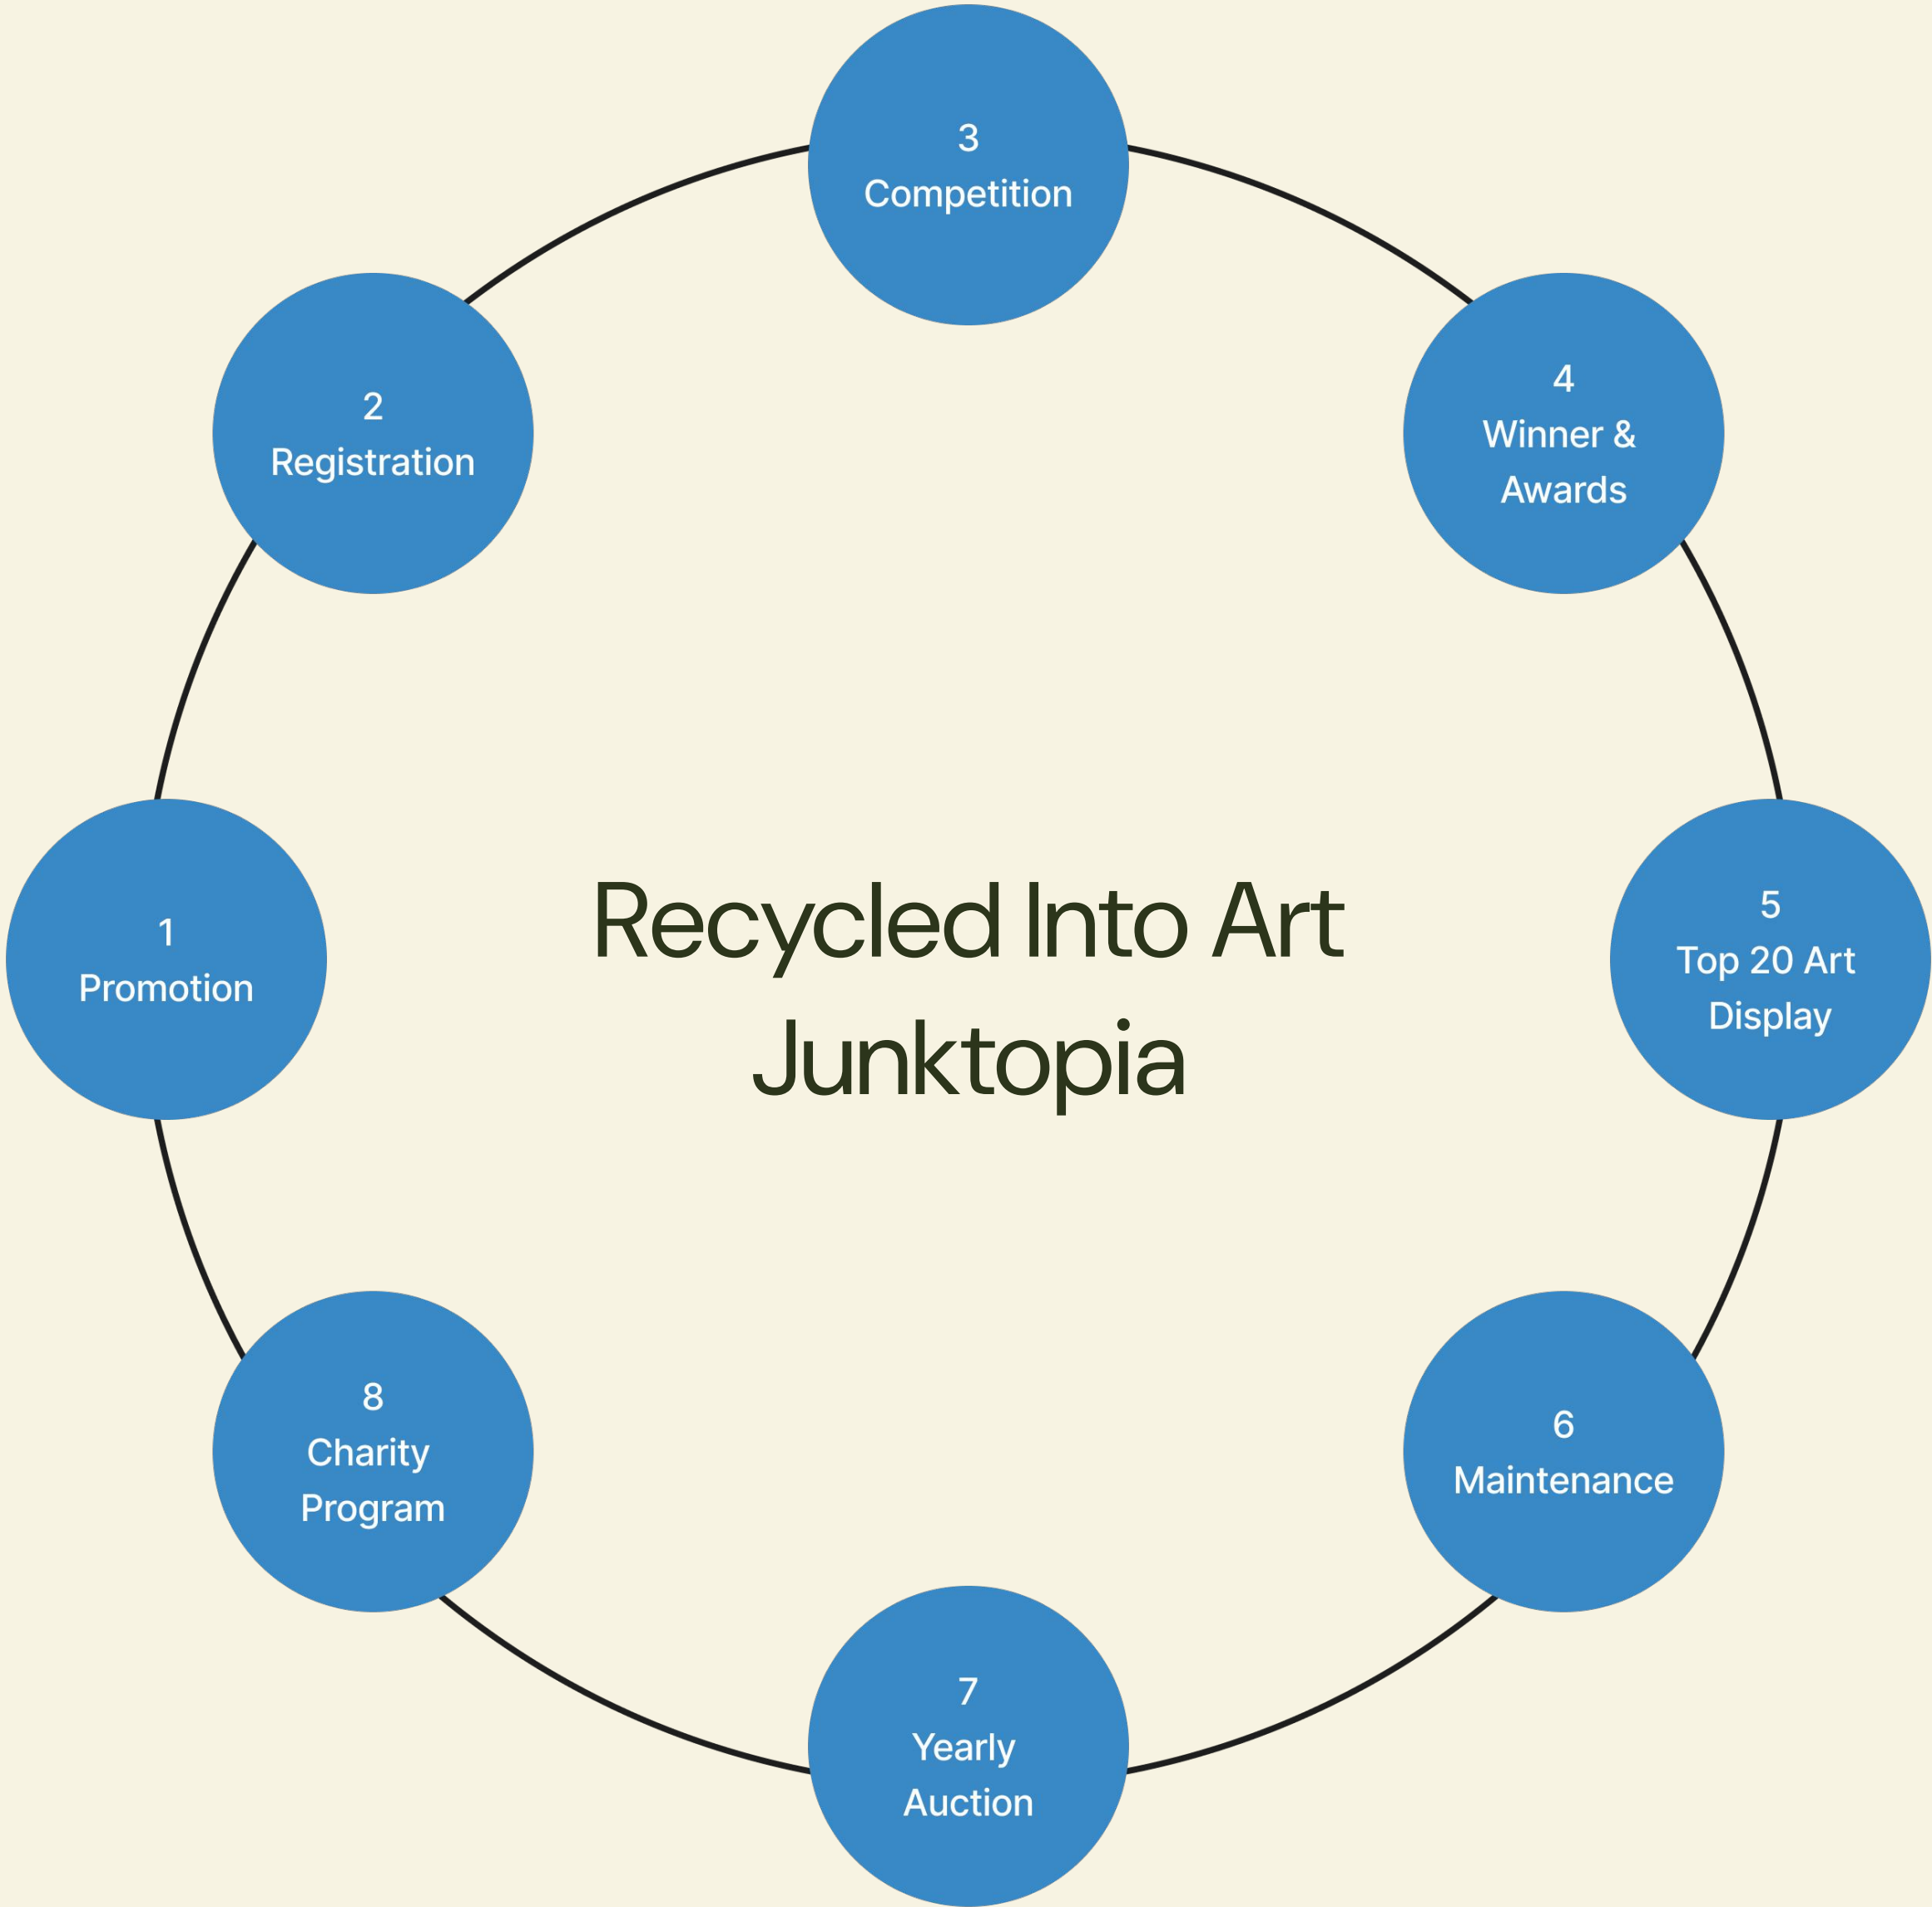 3
Competition
2
Registration
4
Winner &
Awards
1
Promotion
Recycled Into Art
Junktopia
5
Top 20 Art
Display
8
Charity
Program
6
Maintenance
7
Yearly
Auction